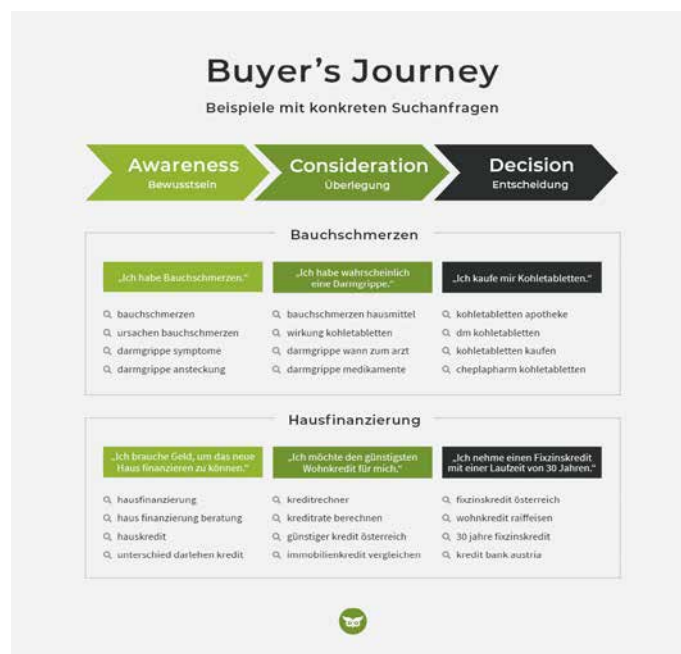 Buyer's Journey
Beispiele mit konkreten Suchanfragen
Awareness
Bewusstsein
Consideration
Überlegung
Decision
Entscheidung
Bauchschmerzen
„Ich habe Bauchschmerzen.“
bauchschmerzen
ursachen bauchschmerzen
darmgrippe symptome
darmgrippe ansteckung
„Ich habe wahrscheinlich
eine Darmgrippe.“
bauchschmerzen hausmittel
wirkung kohletabletten
darmgrippe wann zum arzt
darmgrippe medikamente
„Ich kaufe mir Kohletabletten.“
kohletabletten apotheke
dm kohletabletten
kohletabletten kaufen
cheplapharm kohletabletten
Hausfinanzierung
„Ich brauche Geld, um das neue
Haus finanzieren zu können.“
hausfinanzierung
haus finanzierung beratung
hauskredit
unterschied darlehen kredit
„Ich möchte den günstigsten
Wohnkredit für mich.“
kreditrechner
kreditrate berechnen
günstiger kredit österreich
immobilienkredit vergleichen
„Ich nehme einen Fixzinskredit
mit einer Laufzeit von 30 Jahren.“
fixzinskredit österreich
wohnkredit raiffeisen
30 jahre fixzinskredit
kredit bank austria